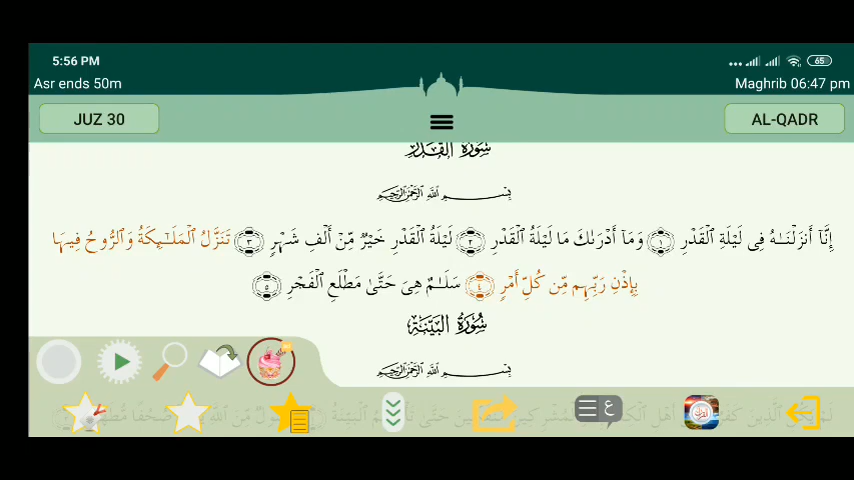 5:56 PM
65
Asr ends 50m
Maghrib 06:47 pm
JUZ 30
AL-QADR
سُورَةُ القَدْرِ
بِسْمِ ٱللَّهِ ٱلرَّحْمَٰنِ ٱلرَّحِيمِ
إِنَّآ أَنزَلْنَٰهُ فِى لَيْلَةِ ٱلْقَدْرِ ١ وَمَآ أَدْرَىٰكَ مَا لَيْلَةُ ٱلْقَدْرِ ٢ لَيْلَةُ ٱلْقَدْرِ خَيْرٌ مِّنْ أَلْفِ شَهْرٍ ٣ تَنَزَّلُ ٱلْمَلَٰٓئِكَةُ وَٱلرُّوحُ فِيهَا
بِإِذْنِ رَبِّهِم مِّن كُلِّ أَمْرٍ ٤ سَلَٰمٌ هِىَ حَتَّىٰ مَطْلَعِ ٱلْفَجْرِ ٥
سُورَةُ البَيِّنَةِ
بِسْمِ ٱللَّهِ ٱلرَّحْمَٰنِ ٱلرَّحِيمِ
ع